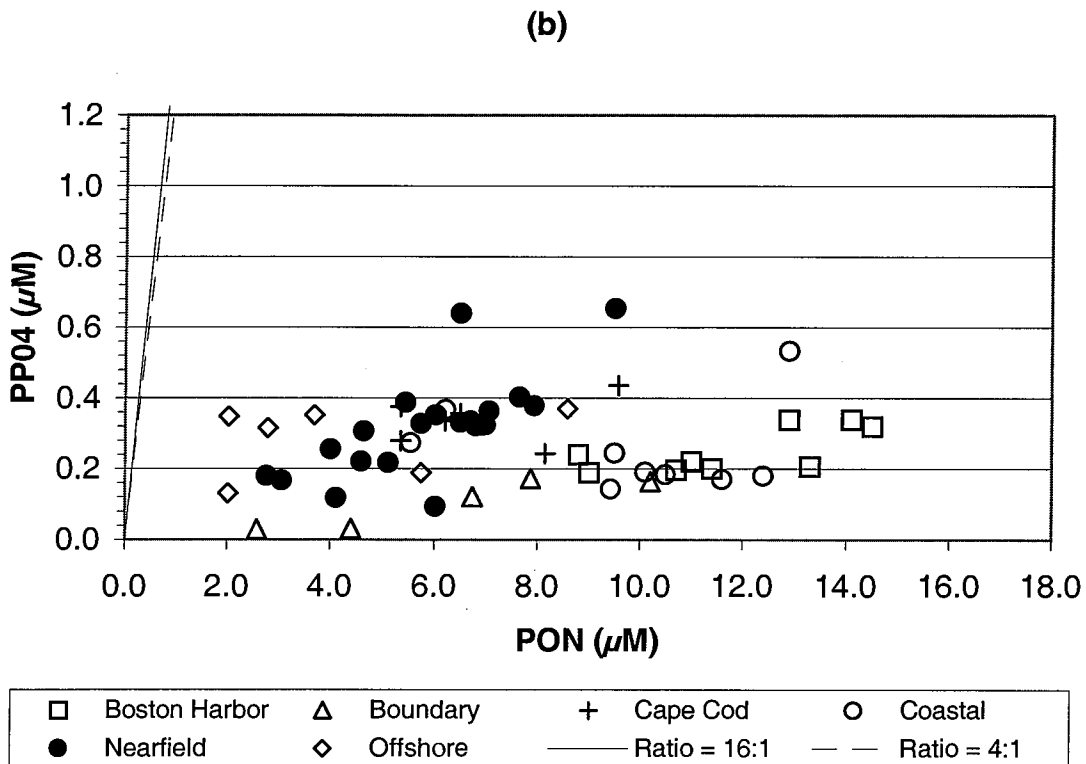 (b)
PPO4 (µM)
1.2
1.0
0.8
0.6
0.4
0.2
0.0
0.0 2.0 4.0 6.0 8.0 10.0 12.0 14.0 16.0 18.0
PON (µM)
Boston Harbor Boundary Cape Cod Coastal
Nearfield Offshore Ratio = 16:1 Ratio = 4:1